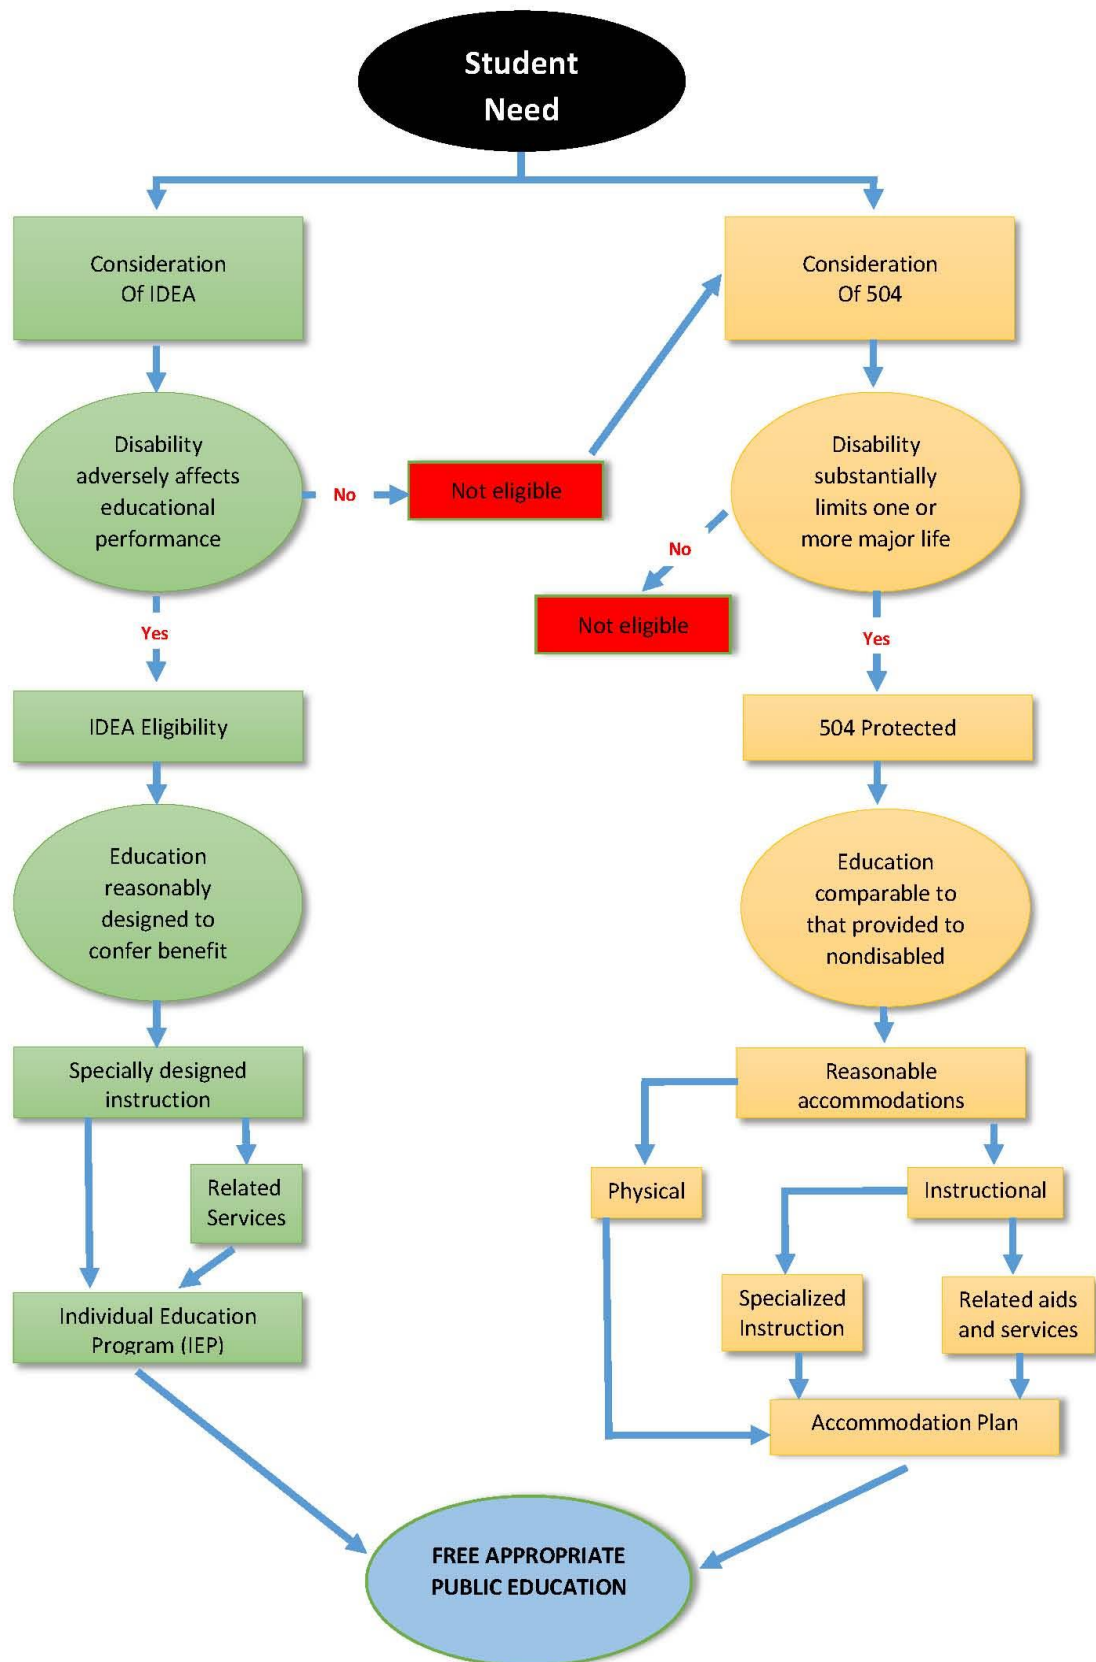 Student
Need
Consideration
Of IDEA
Consideration
Of 504
Disability
adversely affects
educational
performance
No
Not eligible
Disability
substantially
limits one or
more major life
No
Not eligible
Yes
Yes
IDEA Eligibility
504 Protected
Education
reasonably
designed to
confer benefit
Education
comparable to
that provided to
nondisabled
Specially designed
instruction
Reasonable
accommodations
Related
Services
Physical
Instructional
Individual Education
Program (IEP)
Specialized
Instruction
Related aids
and services
Accommodation Plan
FREE APPROPRIATE
PUBLIC EDUCATION